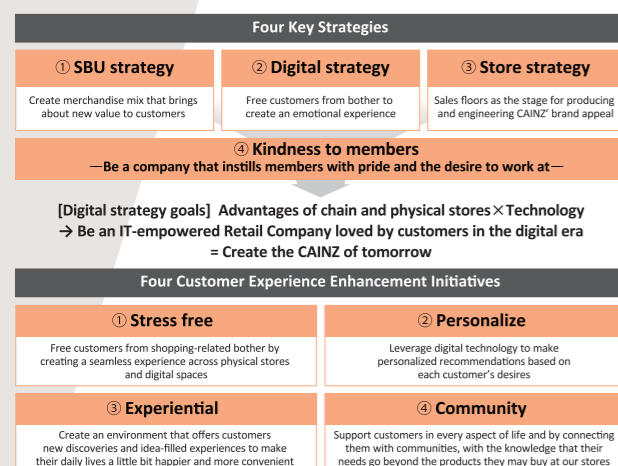 Four Key Strategies
① SBU strategy
Create merchandise mix that brings
about new value to customers
② Digital strategy
Free customers from bother to
create an emotional experience
③ Store strategy
Sales floors as the stage for producing
and engineering CAINZ’ brand appeal
④ Kindness to members
—Be a company that instills members with pride and the desire to work at—
[Digital strategy goals] Advantages of chain and physical stores×Technology
→ Be an IT-empowered Retail Company loved by customers in the digital era
= Create the CAINZ of tomorrow
Four Customer Experience Enhancement Initiatives
① Stress free
Free customers from shopping-related bother by
creating a seamless experience across physical stores
and digital spaces
② Personalize
Leverage digital technology to make
personalized recommendations based on
each customer’s desires
③ Experiential
Create an environment that offers customers
new discoveries and idea-filled experiences to make
their daily lives a little bit happier and more convenient
④ Community
Support customers in every aspect of life and by connecting
them with communities, with the knowledge that their
needs go beyond the products they may buy at our stores